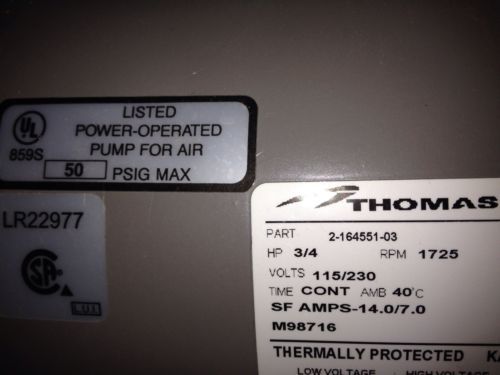 LISTED
UL
POWER-OPERATED
859S
PUMP FOR AIR
50 PSIG MAX
LR22977
THOMAS
PART 2-164551-03
HP 3/4 RPM 1725
VOLTS 115/230
TIME CONT AMB 40°C
SF AMPS-14.0/7.0
M98716
THERMALLY PROTECTED
LOW VOLTAGE HIGH VOLTAGE